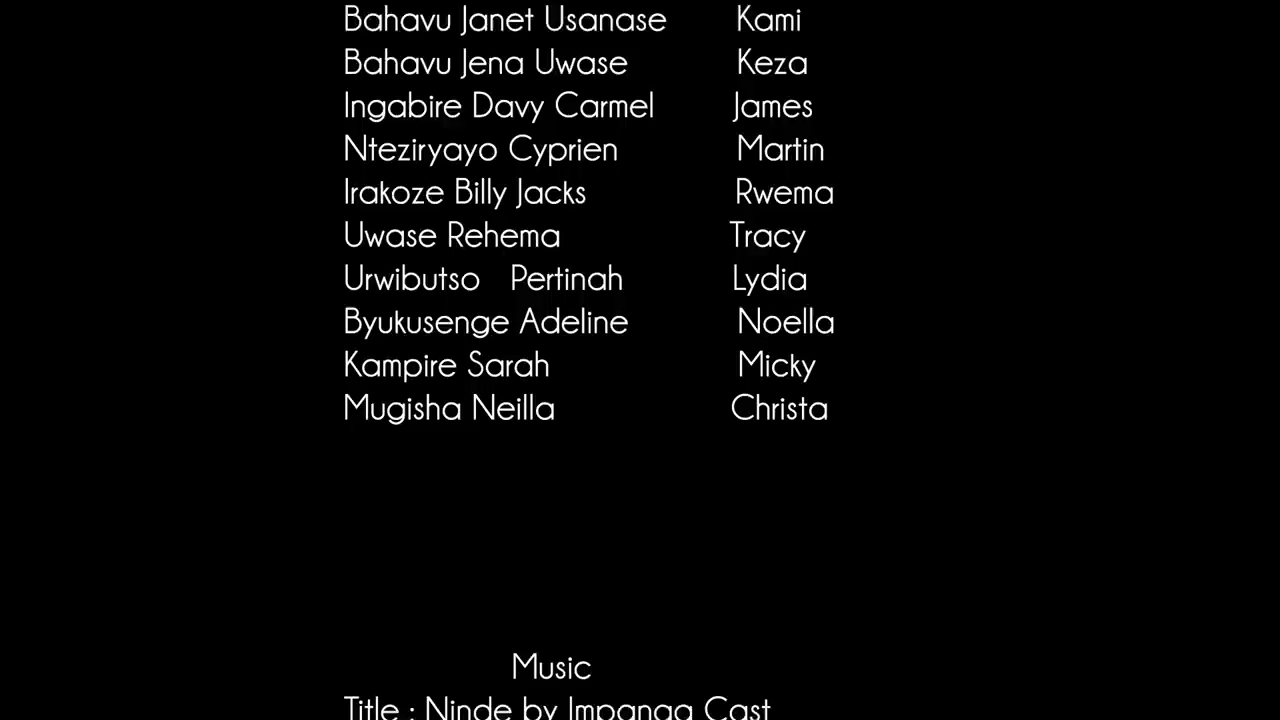 Bahavu Janet Usanase Kami
Bahavu Jena Uwase Keza
Ingabire Davy Carmel James
Nteziryayo Cyprien Martin
Irakoze Billy Jacks Rwema
Uwase Rehema Tracy
Urwibutso Pertinah Lydia
Byukusenge Adeline Noella
Kampire Sarah Micky
Mugisha Neilla Christa
Music
Title : Ninde by Impanga Cast